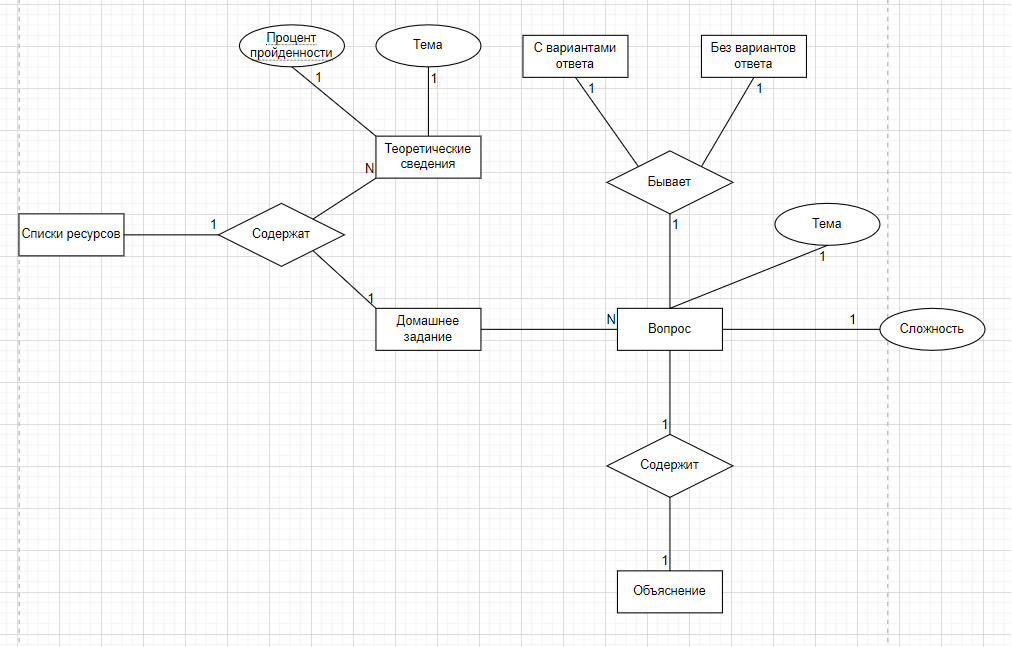 Процент
пройденности
Тема
С вариантами
ответа
Без вариантов
ответа
1
1
1
1
Теоретические
сведения
N
Бывает
Списки ресурсов
1
Содержат
1
Тема
1
1
Домашнее
задание
N
Вопрос
1
Сложность
1
Содержит
1
Объяснение